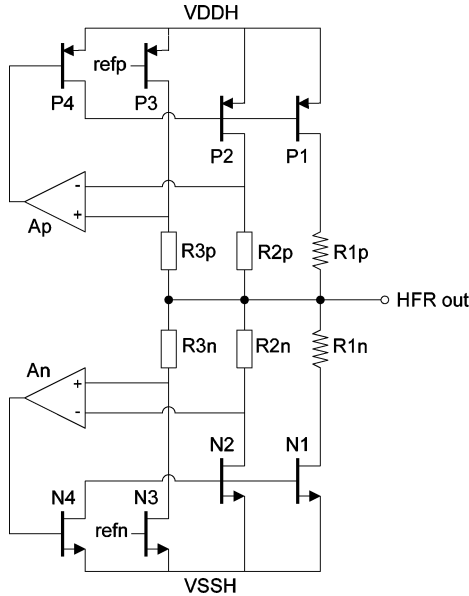 VDDH
refp
P4 P3
P2 P1
-
+
Ap
R3p R2p R1p
HFR out
R3n R2n R1n
An
+
-
N2 N1
N4 N3
refn
VSSH